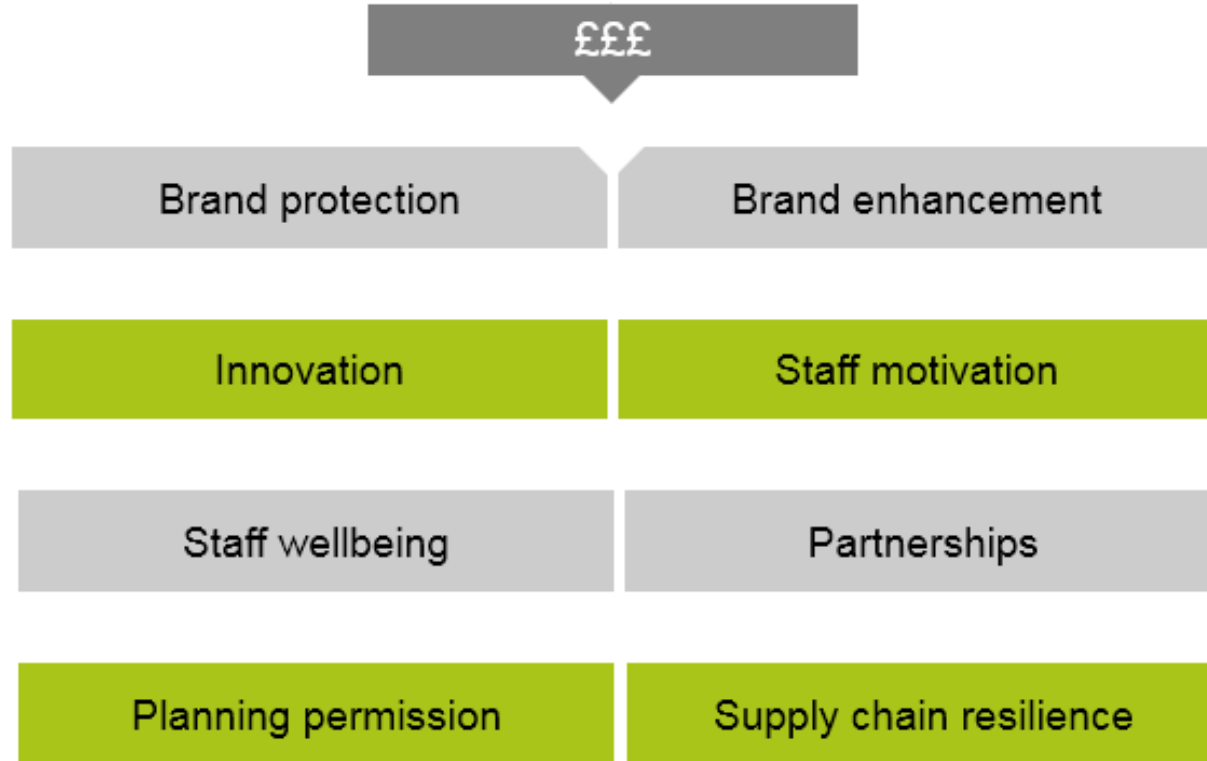 £££
Brand protection
Brand enhancement
Innovation
Staff motivation
Staff wellbeing
Partnerships
Planning permission
Supply chain resilience